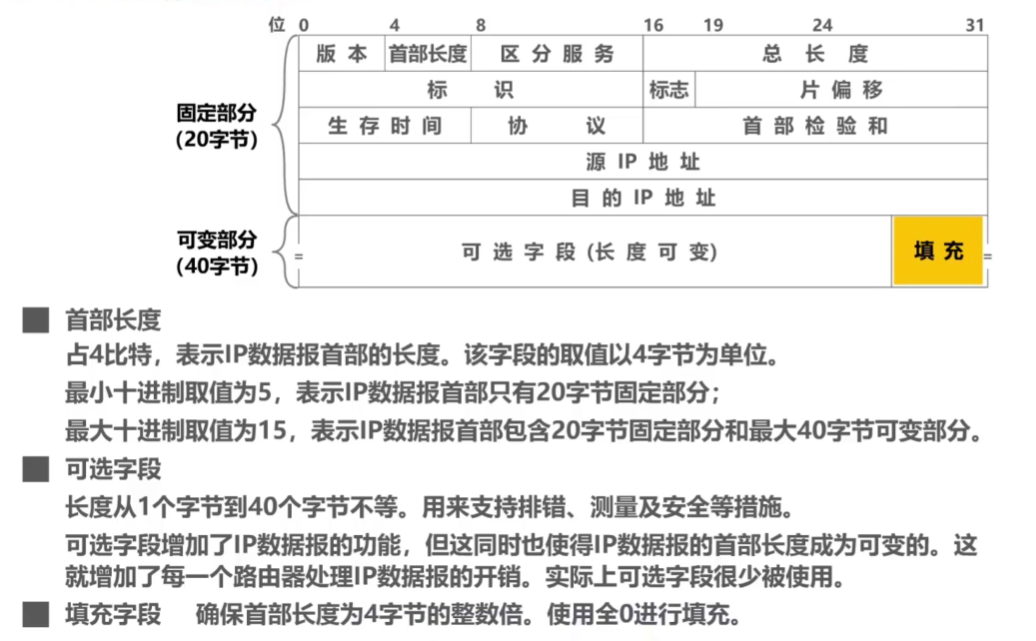 位 0 4 8 16 19 24 31
版 本 首部长度 区 分 服 务 总 长 度
标 识 标志 片 偏 移
固定部分
(20字节)
生 存 时 间 协 议 首 部 检 验 和
源 IP 地 址
目 的 IP 地 址
可变部分
(40字节)
可 选 字 段 (长 度 可 变) 填 充
首部长度
占4比特，表示IP数据报首部的长度。该字段的取值以4字节为单位。
最小十进制取值为5，表示IP数据报首部只有20字节固定部分；
最大十进制取值为15，表示IP数据报首部包含20字节固定部分和最大40字节可变部分。
可选字段
长度从1个字节到40个字节不等。用来支持排错、测量及安全等措施。
可选字段增加了IP数据报的功能，但这同时也使得IP数据报的首部长度成为可变的。这
就增加了每一个路由器处理IP数据报的开销。实际上可选字段很少被使用。
填充字段 确保首部长度为4字节的整数倍。使用全0进行填充。